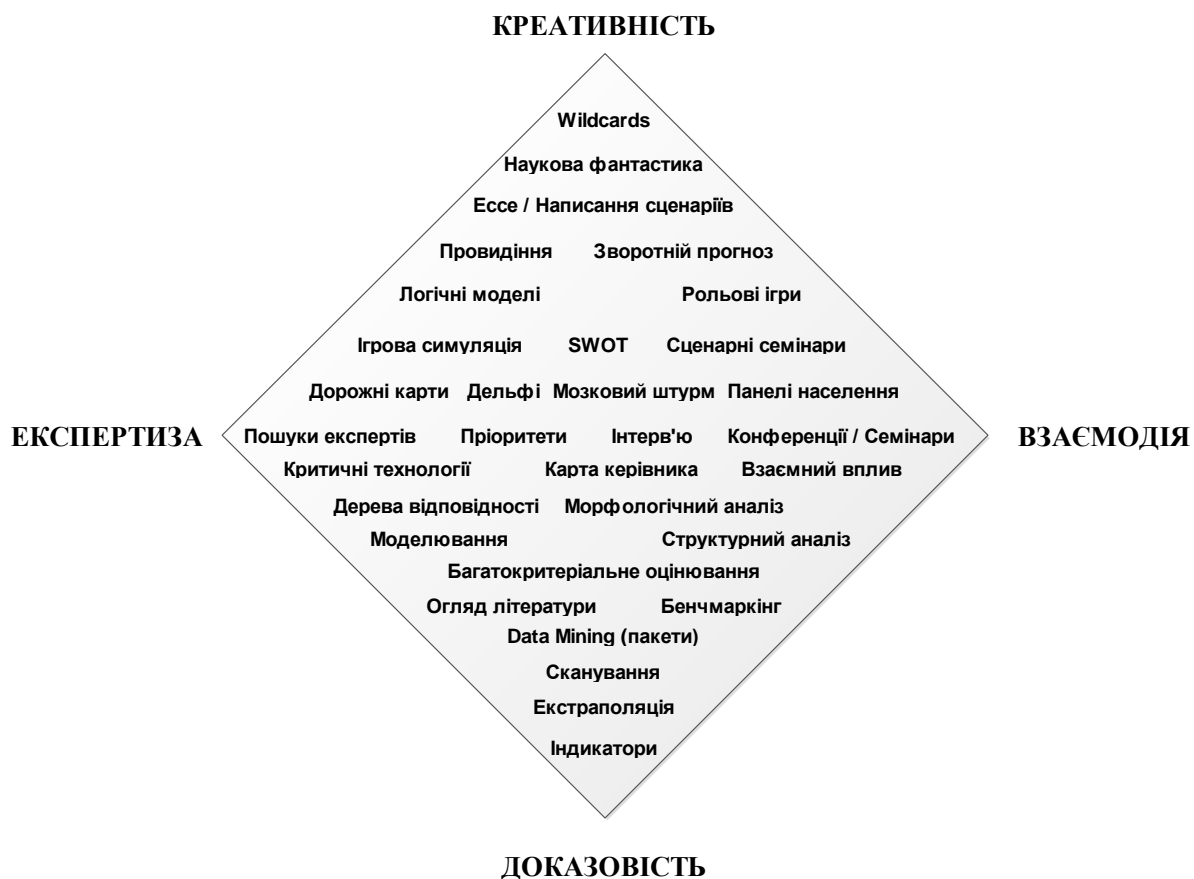 КРЕАТИВНІСТЬ
Wildcards
Наукова фантастика
Ессе / Написання сценаріїв
Провидіння Зворотній прогноз
Логічні моделі Рольові ігри
Ігрова симуляція SWOT Сценарні семінари
Дорожні карти Дельфі Мозковий штурм Панелі населення
ЕКСПЕРТИЗА Пошуки експертів Пріоритети Інтерв'ю Конференції / Семінари ВЗАЄМОДІЯ
Критичні технології Карта керівника Взаємний вплив
Дерева відповідності Морфологічний аналіз
Моделювання Структурний аналіз
Багатокритеріальне оцінювання
Огляд літератури Бенчмаркінг
Data Mining (пакети)
Сканування
Екстраполяція
Індикатори
ДОКАЗОВІСТЬ